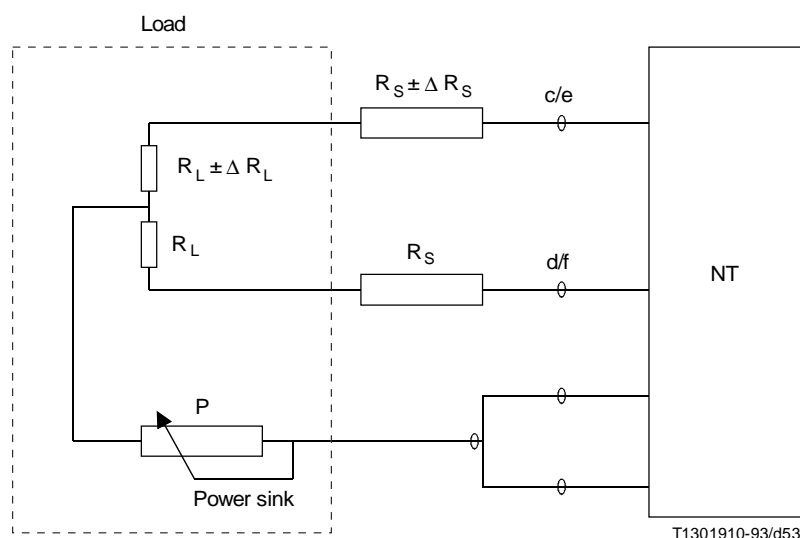 Load
R_S ± Δ R_S
c/e
R_L ± Δ R_L
R_L
R_S
d/f
NT
P
Power sink
T1301910-93/d53